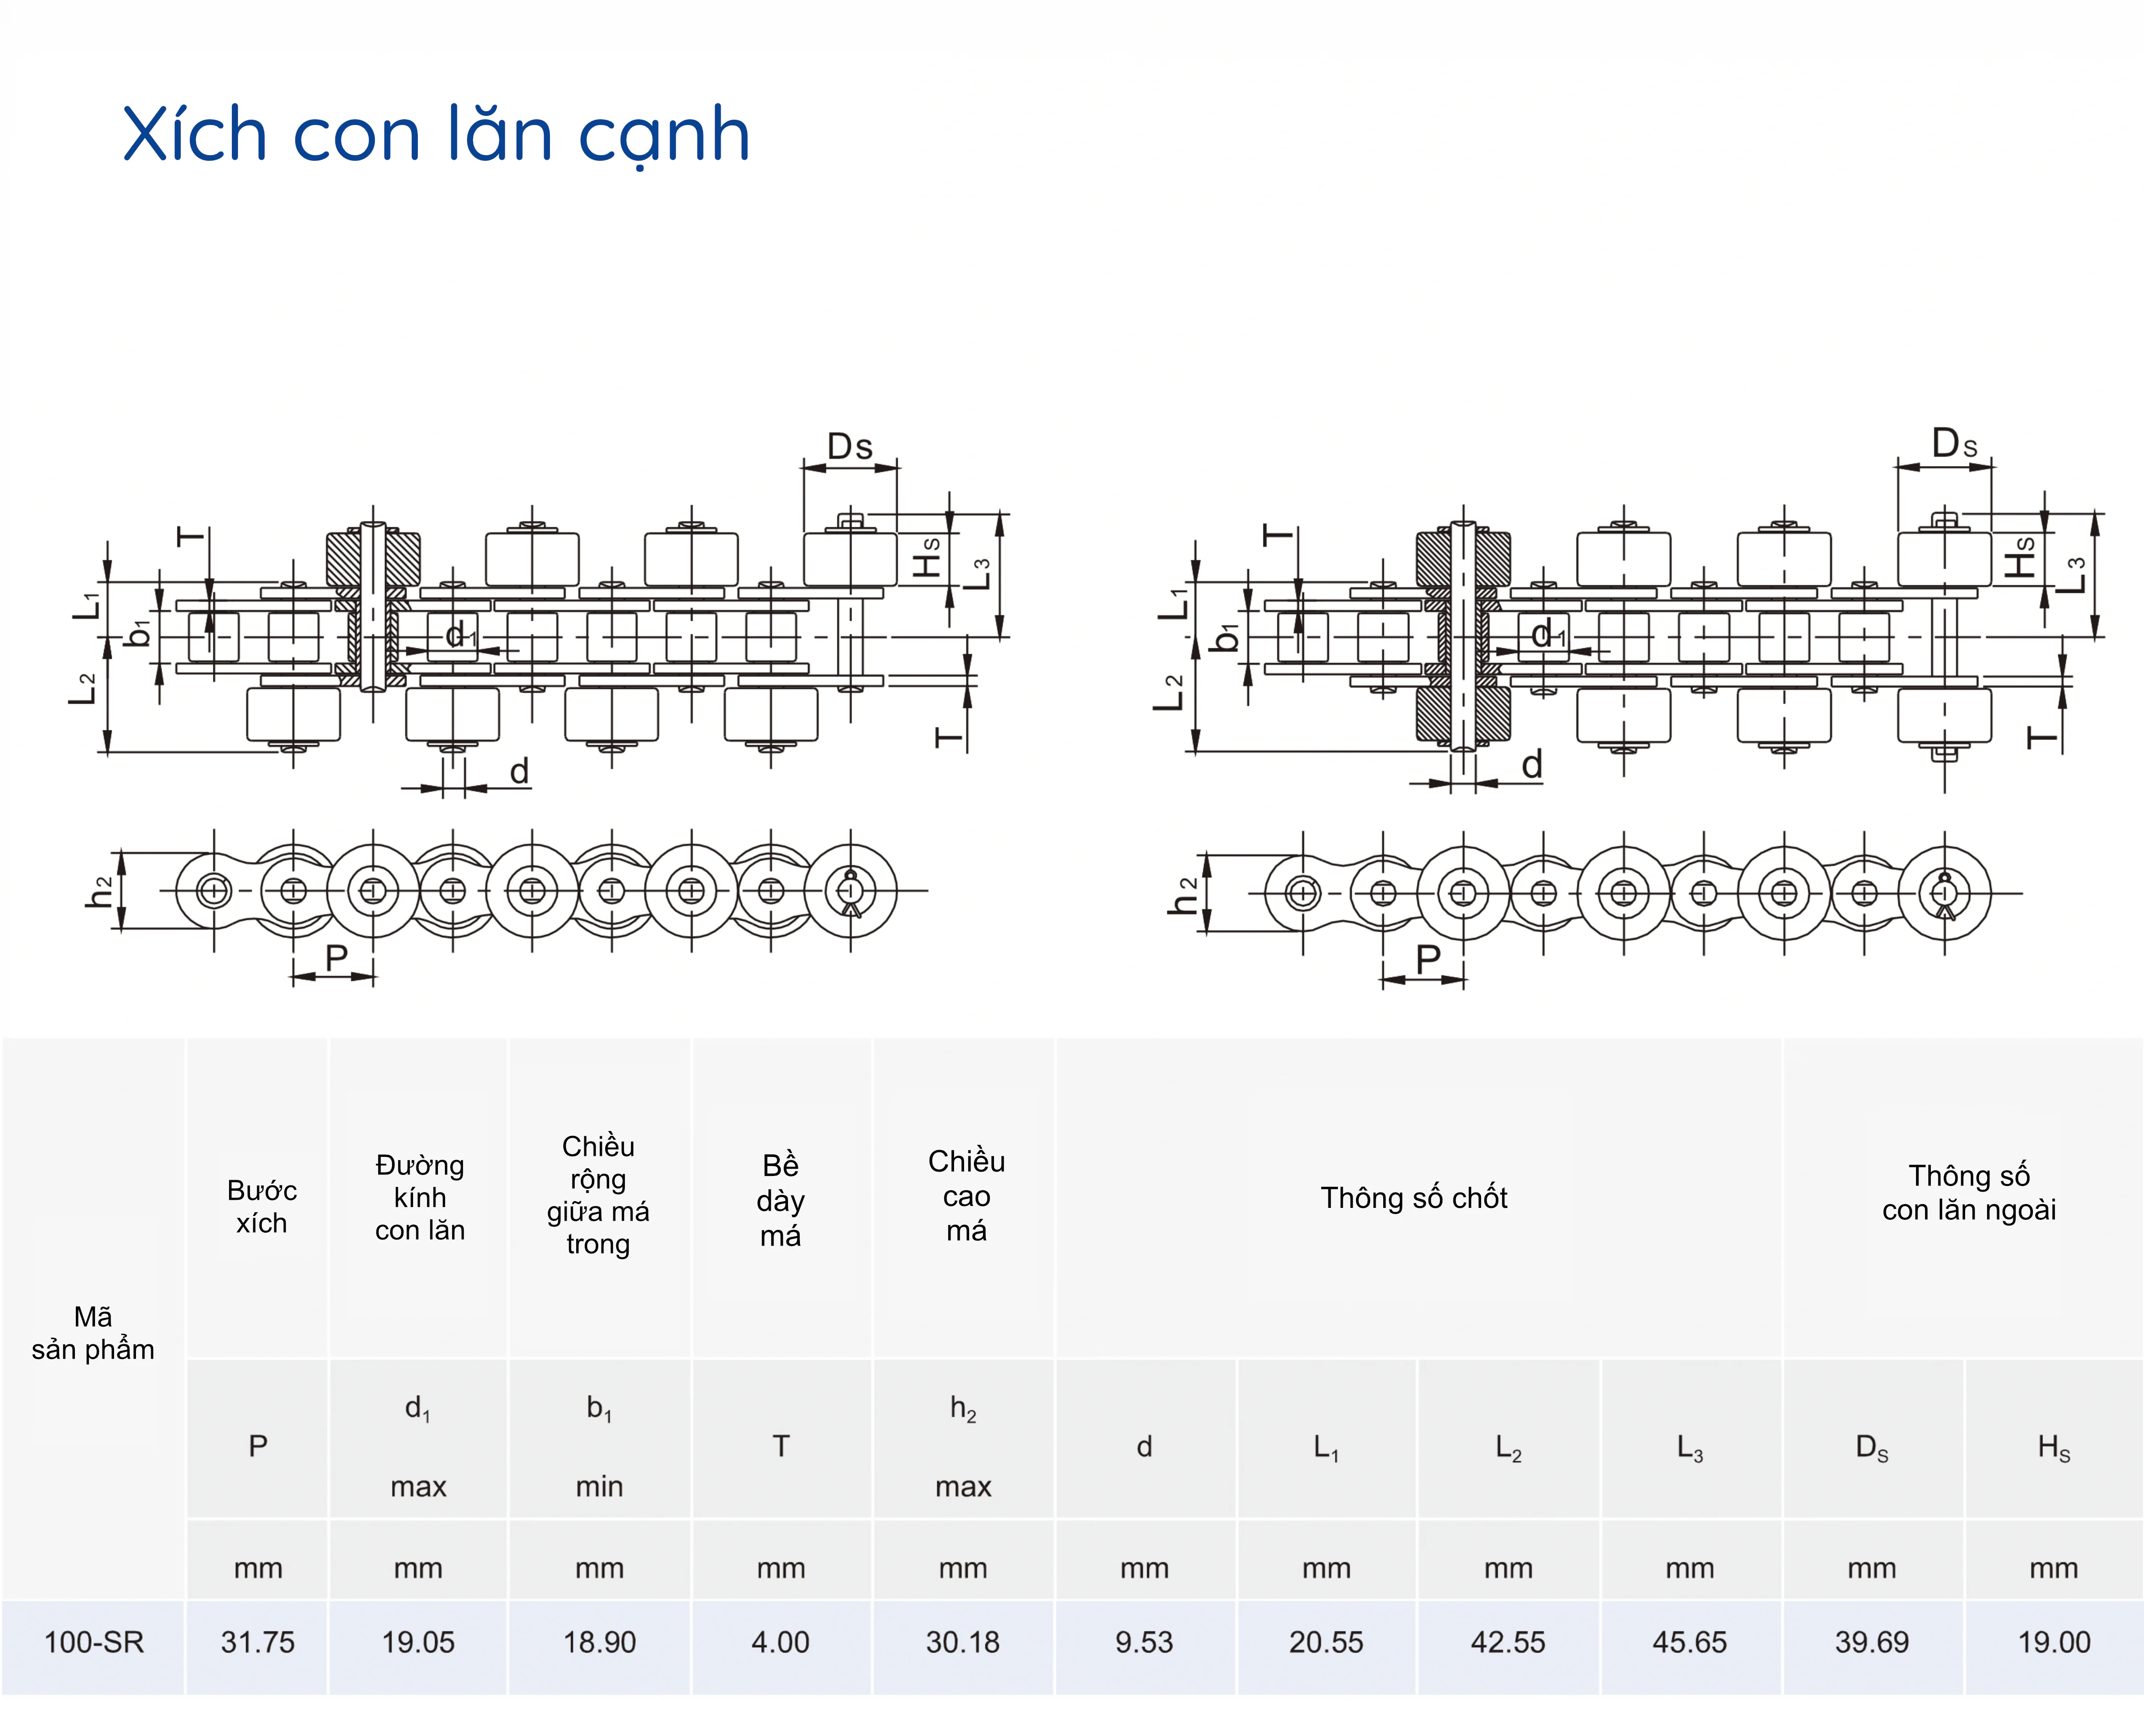 Xích con lăn cạnh
Ds
T
L1
b1
L2
d1
Hs
L3
T
d
h2
P
Ds
T
L1
b1
L2
d1
Hs
L3
T
d
h2
P
Mã
sản phẩm
Bước
xích
Đường
kính
con lăn
Chiều
rộng
giữa má
trong
Bề
dày
má
Chiều
cao
má
Thông số chốt
Thông số
con lăn ngoài
P
d1
max
b1
min
T
h2
max
d
L1
L2
L3
DS
HS
mm mm mm mm mm mm mm mm mm mm mm
100-SR 31.75 19.05 18.90 4.00 30.18 9.53 20.55 42.55 45.65 39.69 19.00